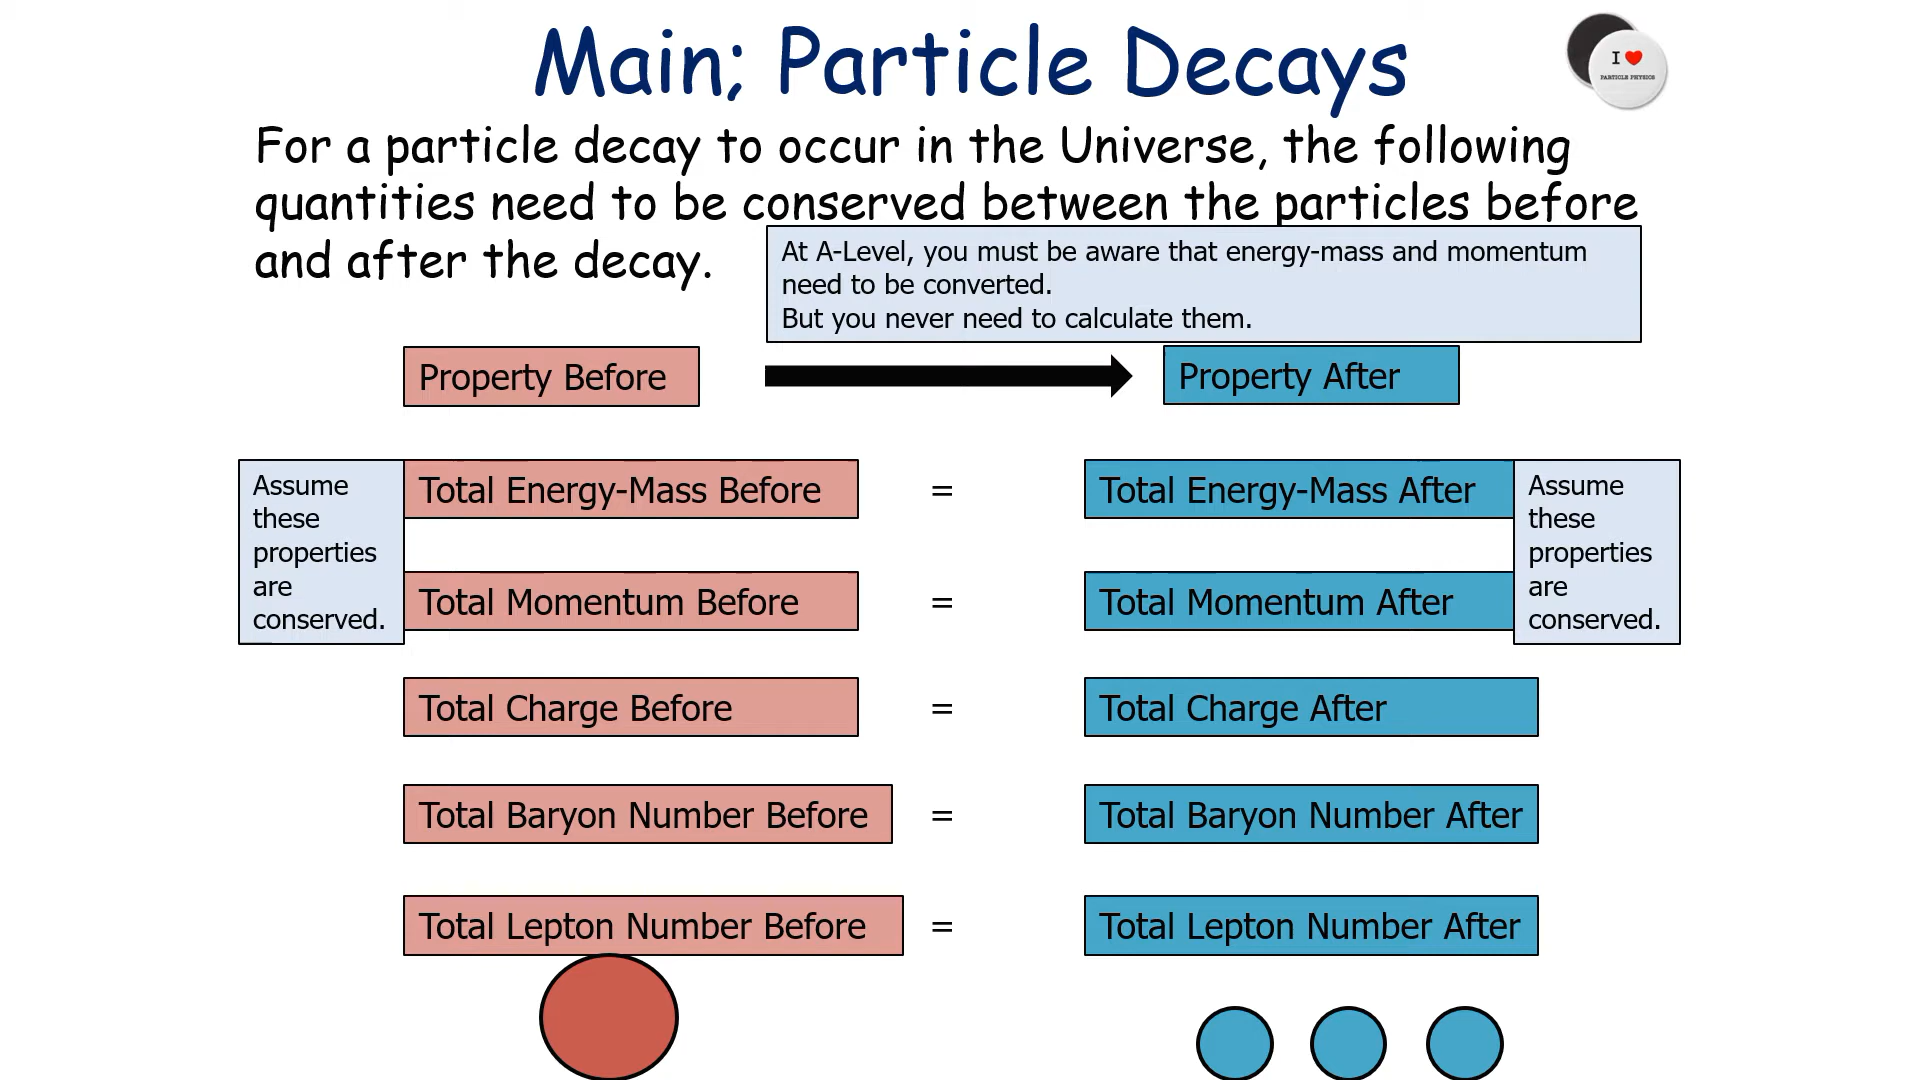 Main; Particle Decays
I ❤
PARTICLE PHYSICS
For a particle decay to occur in the Universe, the following
quantities need to be conserved between the particles before
and after the decay.
At A-Level, you must be aware that energy-mass and momentum
need to be converted.
But you never need to calculate them.
Property Before
Property After
Assume
these
properties
are
conserved.
Total Energy-Mass Before
=
Total Energy-Mass After
Assume
these
properties
are
conserved.
Total Momentum Before
=
Total Momentum After
Total Charge Before
=
Total Charge After
Total Baryon Number Before
=
Total Baryon Number After
Total Lepton Number Before
=
Total Lepton Number After